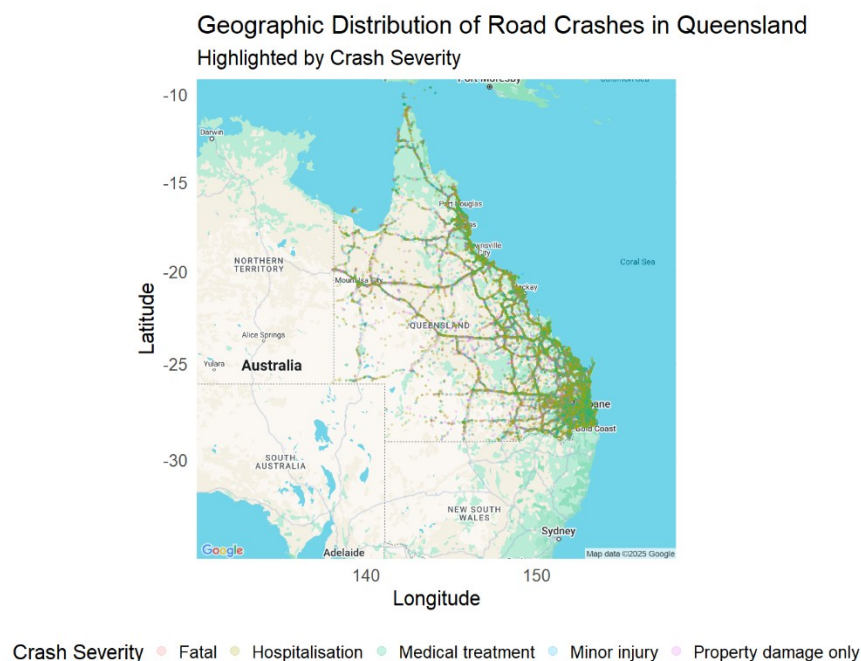 Geographic Distribution of Road Crashes in Queensland
Highlighted by Crash Severity
-10
-15
-20
-25
-30
Latitude
Darwin
Port Douglas
Coral Sea
NORTHERN
TERRITORY
Mount Isa City
QUEENSLAND
Alice Springs
Yulara
Australia
Gold Coast
SOUTH
AUSTRALIA
NEW SOUTH
WALES
Sydney
Adelaide
Google
Map data ©2025 Google
140
150
Longitude
Crash Severity
Fatal
Hospitalisation
Medical treatment
Minor injury
Property damage only